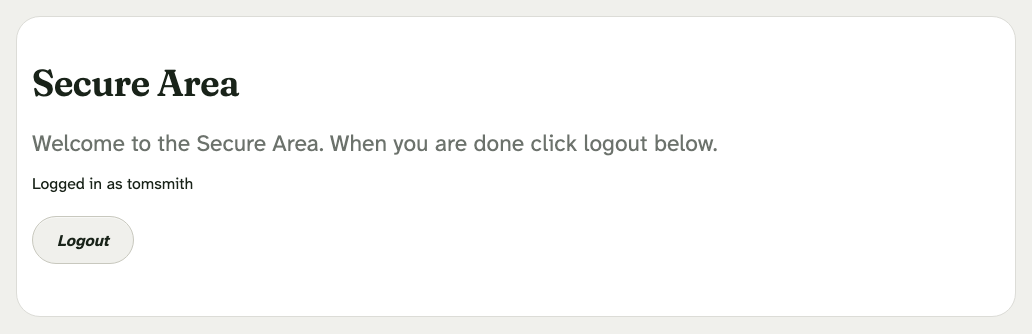 Secure Area
Welcome to the Secure Area. When you are done click logout below.
Logged in as tomsmith
Logout